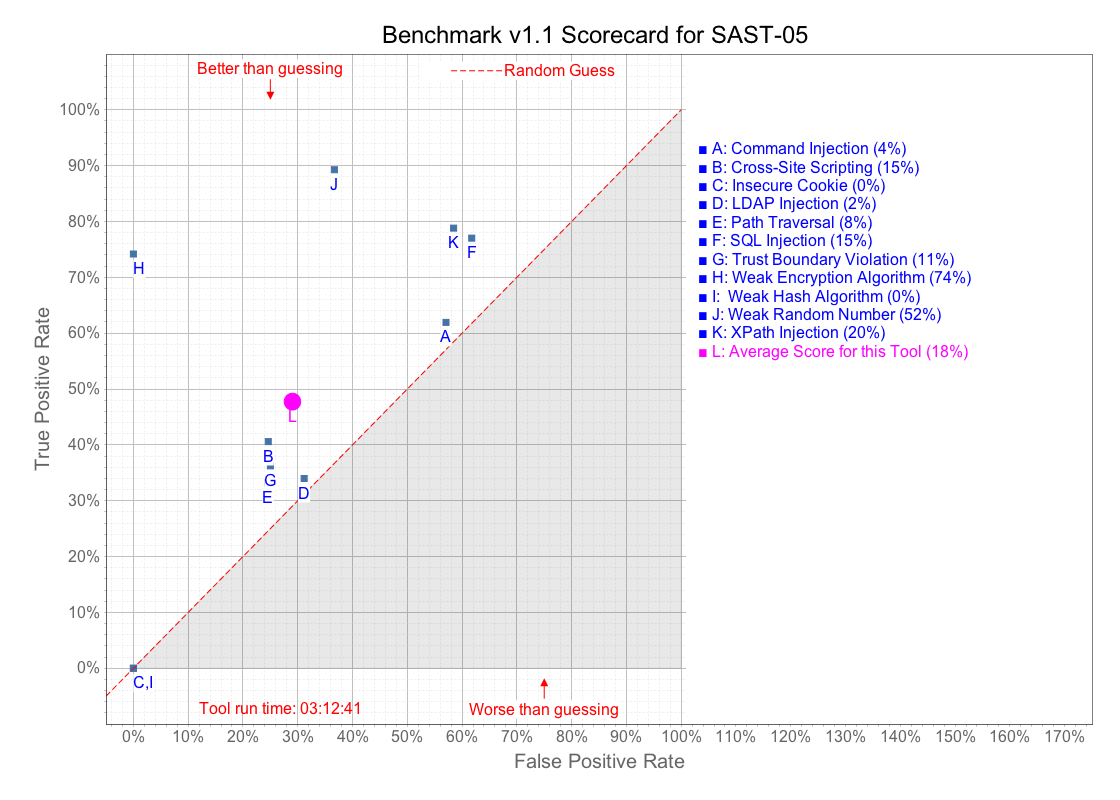 Benchmark v1.1 Scorecard for SAST-05
Better than guessing
Random Guess
100%
90%
80%
70%
60%
50%
40%
30%
20%
10%
0%
True Positive Rate
J
K
F
H
A
L
B
G
E
D
C,I
A: Command Injection (4%)
B: Cross-Site Scripting (15%)
C: Insecure Cookie (0%)
D: LDAP Injection (2%)
E: Path Traversal (8%)
F: SQL Injection (15%)
G: Trust Boundary Violation (11%)
H: Weak Encryption Algorithm (74%)
I: Weak Hash Algorithm (0%)
J: Weak Random Number (52%)
K: XPath Injection (20%)
L: Average Score for this Tool (18%)
Tool run time: 03:12:41
Worse than guessing
0% 10% 20% 30% 40% 50% 60% 70% 80% 90% 100% 110% 120% 130% 140% 150% 160% 170%
False Positive Rate